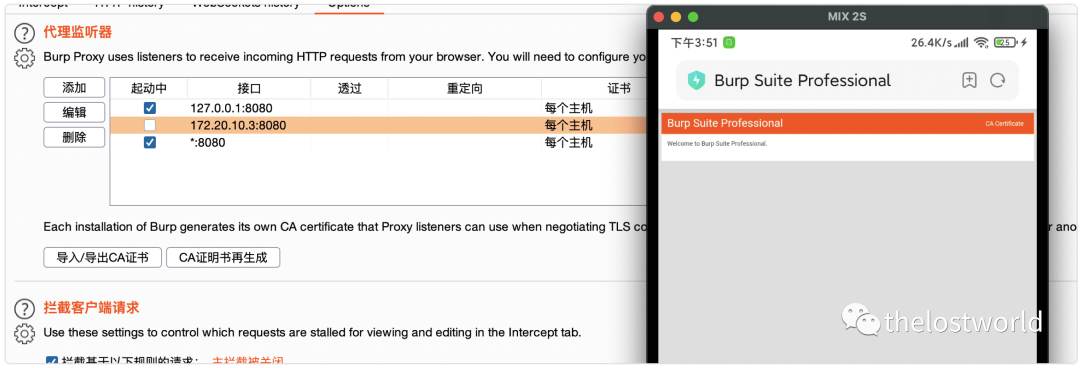 Intercept HTTP history WebSockets history Options
代理监听器
Burp Proxy uses listeners to receive incoming HTTP requests from your browser. You will need to configure yo
添加 起动中 接口 透过 重定向 证书
编辑 127.0.0.1:8080 每个主机
172.20.10.3:8080 每个主机
删除 *:8080 每个主机
Each installation of Burp generates its own CA certificate that Proxy listeners can use when negotiating TLS co
r ano
导入/导出CA证书 CA证明书再生成
拦截客户端请求
Use these settings to control which requests are stalled for viewing and editing in the Intercept tab.
拦截基于以下规则的请求: 主拦截被关闭
MIX 2S
下午3:51 26.4K/s 25
Burp Suite Professional
Burp Suite Professional CA Certificate
Welcome to Burp Suite Professional.
thelostworld